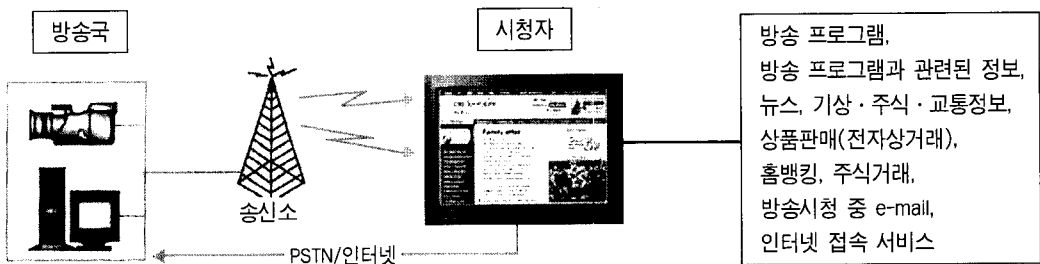 방송국
시청자
송신소
PSTN/인터넷
방송 프로그램,
방송 프로그램과 관련된 정보,
뉴스, 기상·주식·교통정보,
상품판매(전자상거래),
홈뱅킹, 주식거래,
방송시청 중 e-mail,
인터넷 접속 서비스